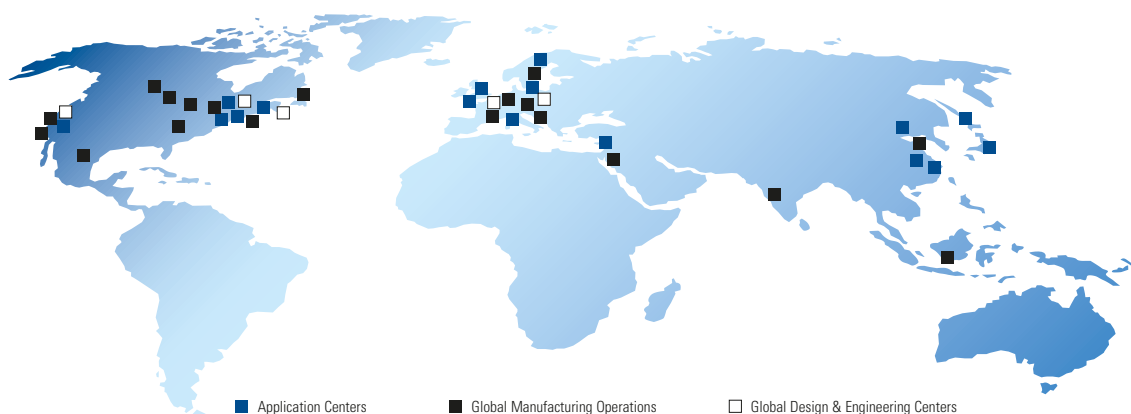 Application Centers
Global Manufacturing Operations
Global Design & Engineering Centers